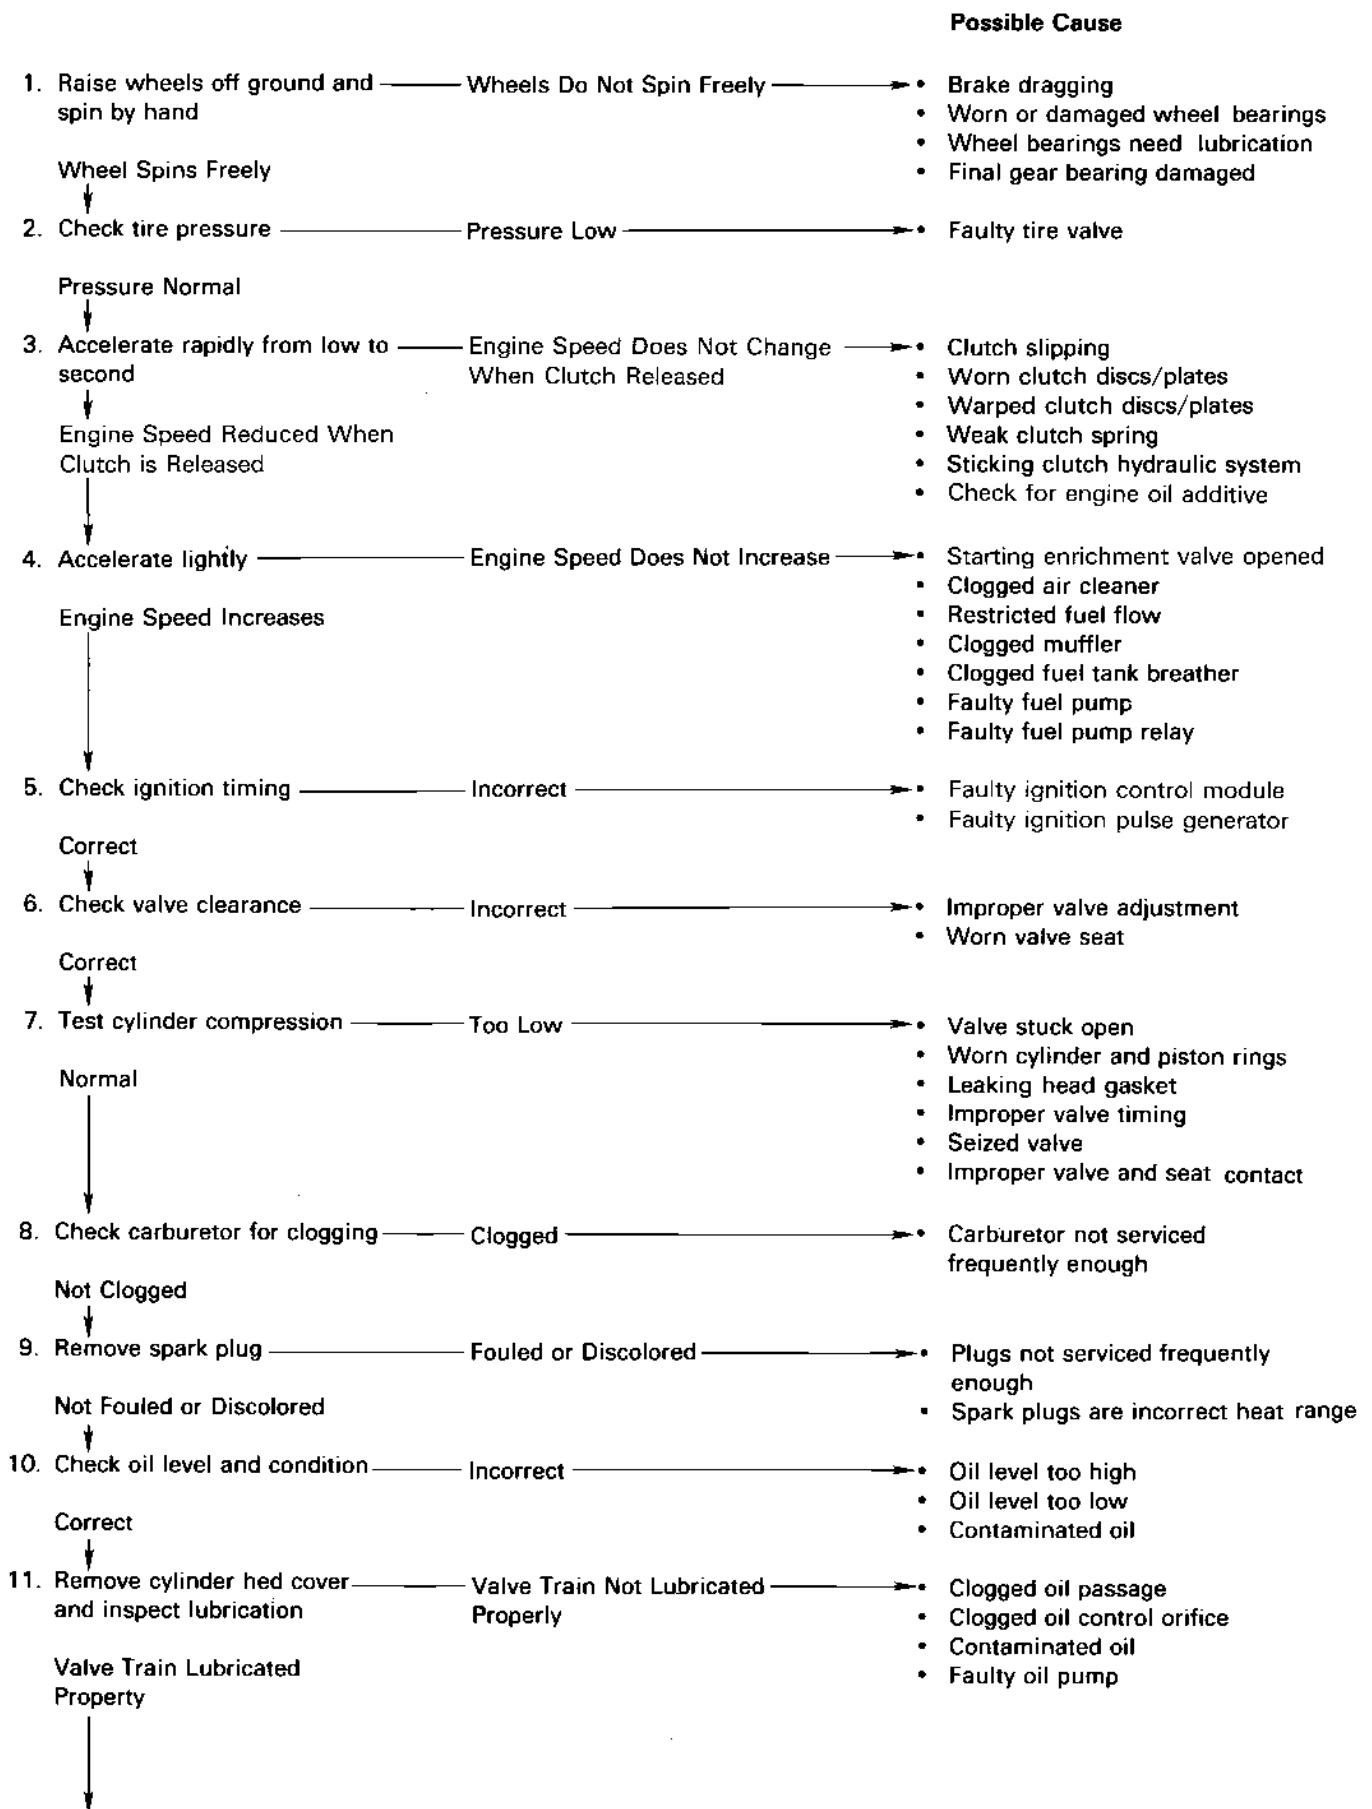 Possible Cause
1. Raise wheels off ground and spin by hand
Wheels Do Not Spin Freely
• Brake dragging
• Worn or damaged wheel bearings
• Wheel bearings need lubrication
• Final gear bearing damaged
Wheel Spins Freely
2. Check tire pressure
Pressure Low
• Faulty tire valve
Pressure Normal
3. Accelerate rapidly from low to
second
Engine Speed Does Not Change
When Clutch Released
• Clutch slipping
• Worn clutch discs/plates
• Warped clutch discs/plates
• Weak clutch spring
• Sticking clutch hydraulic system
• Check for engine oil additive
Engine Speed Reduced When
Clutch is Released
4. Accelerate lightly
Engine Speed Does Not Increase
• Starting enrichment valve opened
• Clogged air cleaner
• Restricted fuel flow
• Clogged muffler
• Clogged fuel tank breather
• Faulty fuel pump
• Faulty fuel pump relay
Engine Speed Increases
5. Check ignition timing
Incorrect
• Faulty ignition control module
• Faulty ignition pulse generator
Correct
6. Check valve clearance
Incorrect
• Improper valve adjustment
• Worn valve seat
Correct
7. Test cylinder compression
Too Low
• Valve stuck open
• Worn cylinder and piston rings
• Leaking head gasket
• Improper valve timing
• Seized valve
• Improper valve and seat contact
Normal
8. Check carburetor for clogging
Clogged
• Carburetor not serviced
frequently enough
Not Clogged
9. Remove spark plug
Fouled or Discolored
• Plugs not serviced frequently
enough
• Spark plugs are incorrect heat range
Not Fouled or Discolored
10. Check oil level and condition
Incorrect
• Oil level too high
• Oil level too low
• Contaminated oil
Correct
11. Remove cylinder hed cover
and inspect lubrication
Valve Train Not Lubricated
Properly
• Clogged oil passage
• Clogged oil control orifice
• Contaminated oil
• Faulty oil pump
Valve Train Lubricated
Property